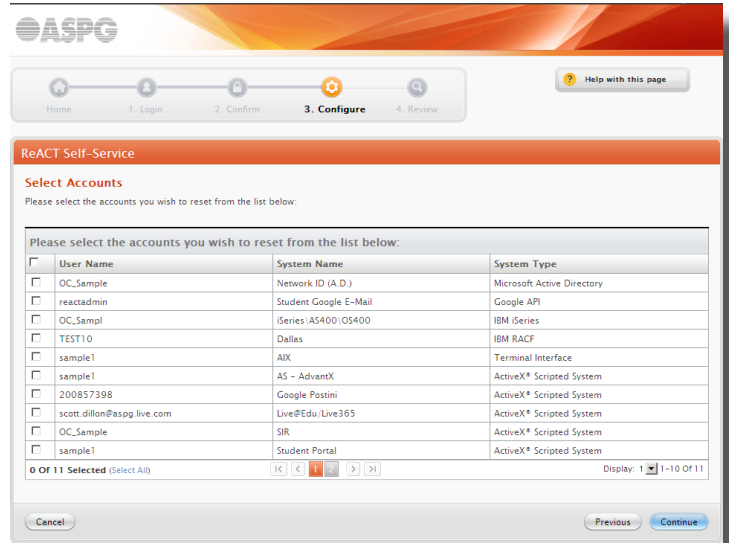 ASPG
Help with this page
Home 1. Login 2. Confirm 3. Configure 4. Review
ReACT Self-Service
Select Accounts
Please select the accounts you wish to reset from the list below:
Please select the accounts you wish to reset from the list below:
User Name System Name System Type
OC_Sample Network ID (A.D.) Microsoft Active Directory
reactadmin Student Google E-Mail Google API
OC_Sampl iSeries\AS400\OS400 IBM iSeries
TEST10 Dallas IBM RACF
sample1 AIX Terminal Interface
sample1 AS - AdvantX ActiveX® Scripted System
200857398 Google Postini ActiveX® Scripted System
scott.dillon@aspg.live.com Live@Edu/Live365 ActiveX® Scripted System
OC_Sample SIR ActiveX® Scripted System
sample1 Student Portal ActiveX® Scripted System
0 Of 11 Selected (Select All) 1 2 Display: 1 1-10 Of 11
Cancel Previous Continue